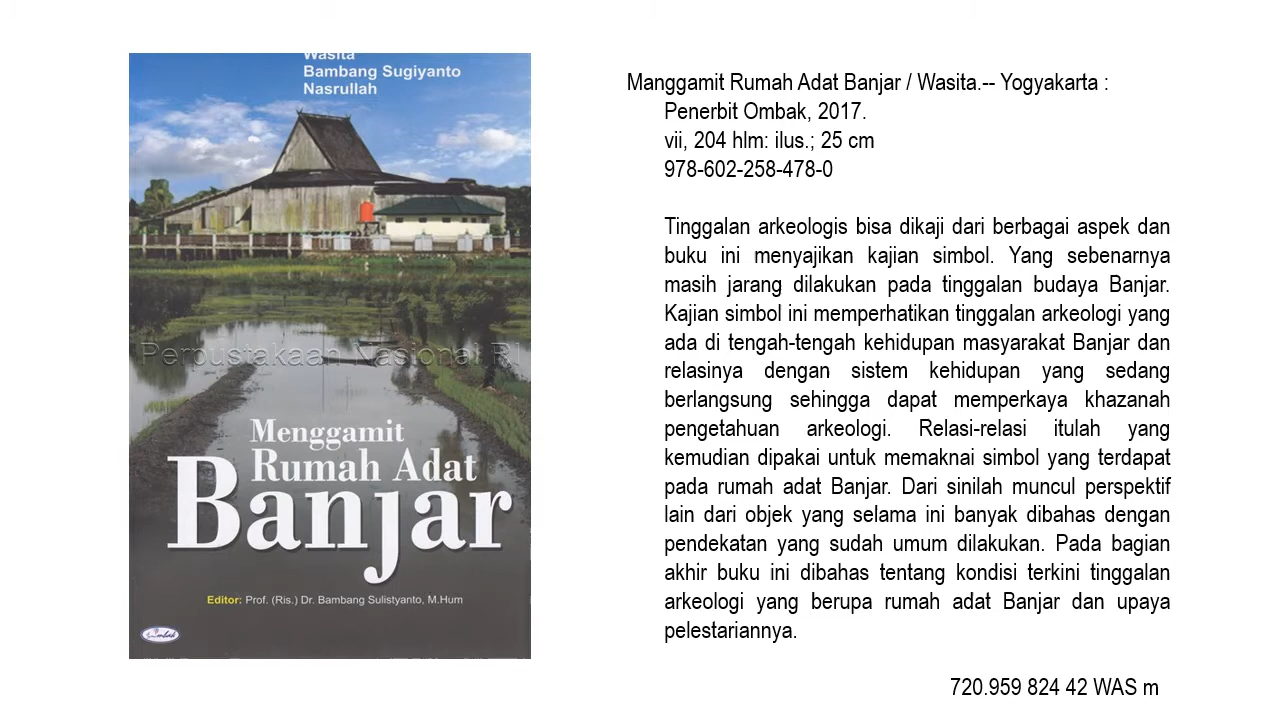 Wasita
Bambang Sugiyanto
Nasrullah
Perpustakaan Nasional RI
Menggamit
Rumah Adat
Banjar
Editor: Prof. (Ris.) Dr. Bambang Sulistyanto, M.Hum
Manggamit Rumah Adat Banjar / Wasita.-- Yogyakarta :
Penerbit Ombak, 2017.
vii, 204 hlm: ilus.; 25 cm
978-602-258-478-0
Tinggalan arkeologis bisa dikaji dari berbagai aspek dan
buku ini menyajikan kajian simbol. Yang sebenarnya
masih jarang dilakukan pada tinggalan budaya Banjar.
Kajian simbol ini memperhatikan tinggalan arkeologi yang
ada di tengah-tengah kehidupan masyarakat Banjar dan
relasinya dengan sistem kehidupan yang sedang
berlangsung sehingga dapat memperkaya khazanah
pengetahuan arkeologi. Relasi-relasi itulah yang
kemudian dipakai untuk memaknai simbol yang terdapat
pada rumah adat Banjar. Dari sinilah muncul perspektif
lain dari objek yang selama ini banyak dibahas dengan
pendekatan yang sudah umum dilakukan. Pada bagian
akhir buku ini dibahas tentang kondisi terkini tinggalan
arkeologi yang berupa rumah adat Banjar dan upaya
pelestariannya.
720.959 824 42 WAS m